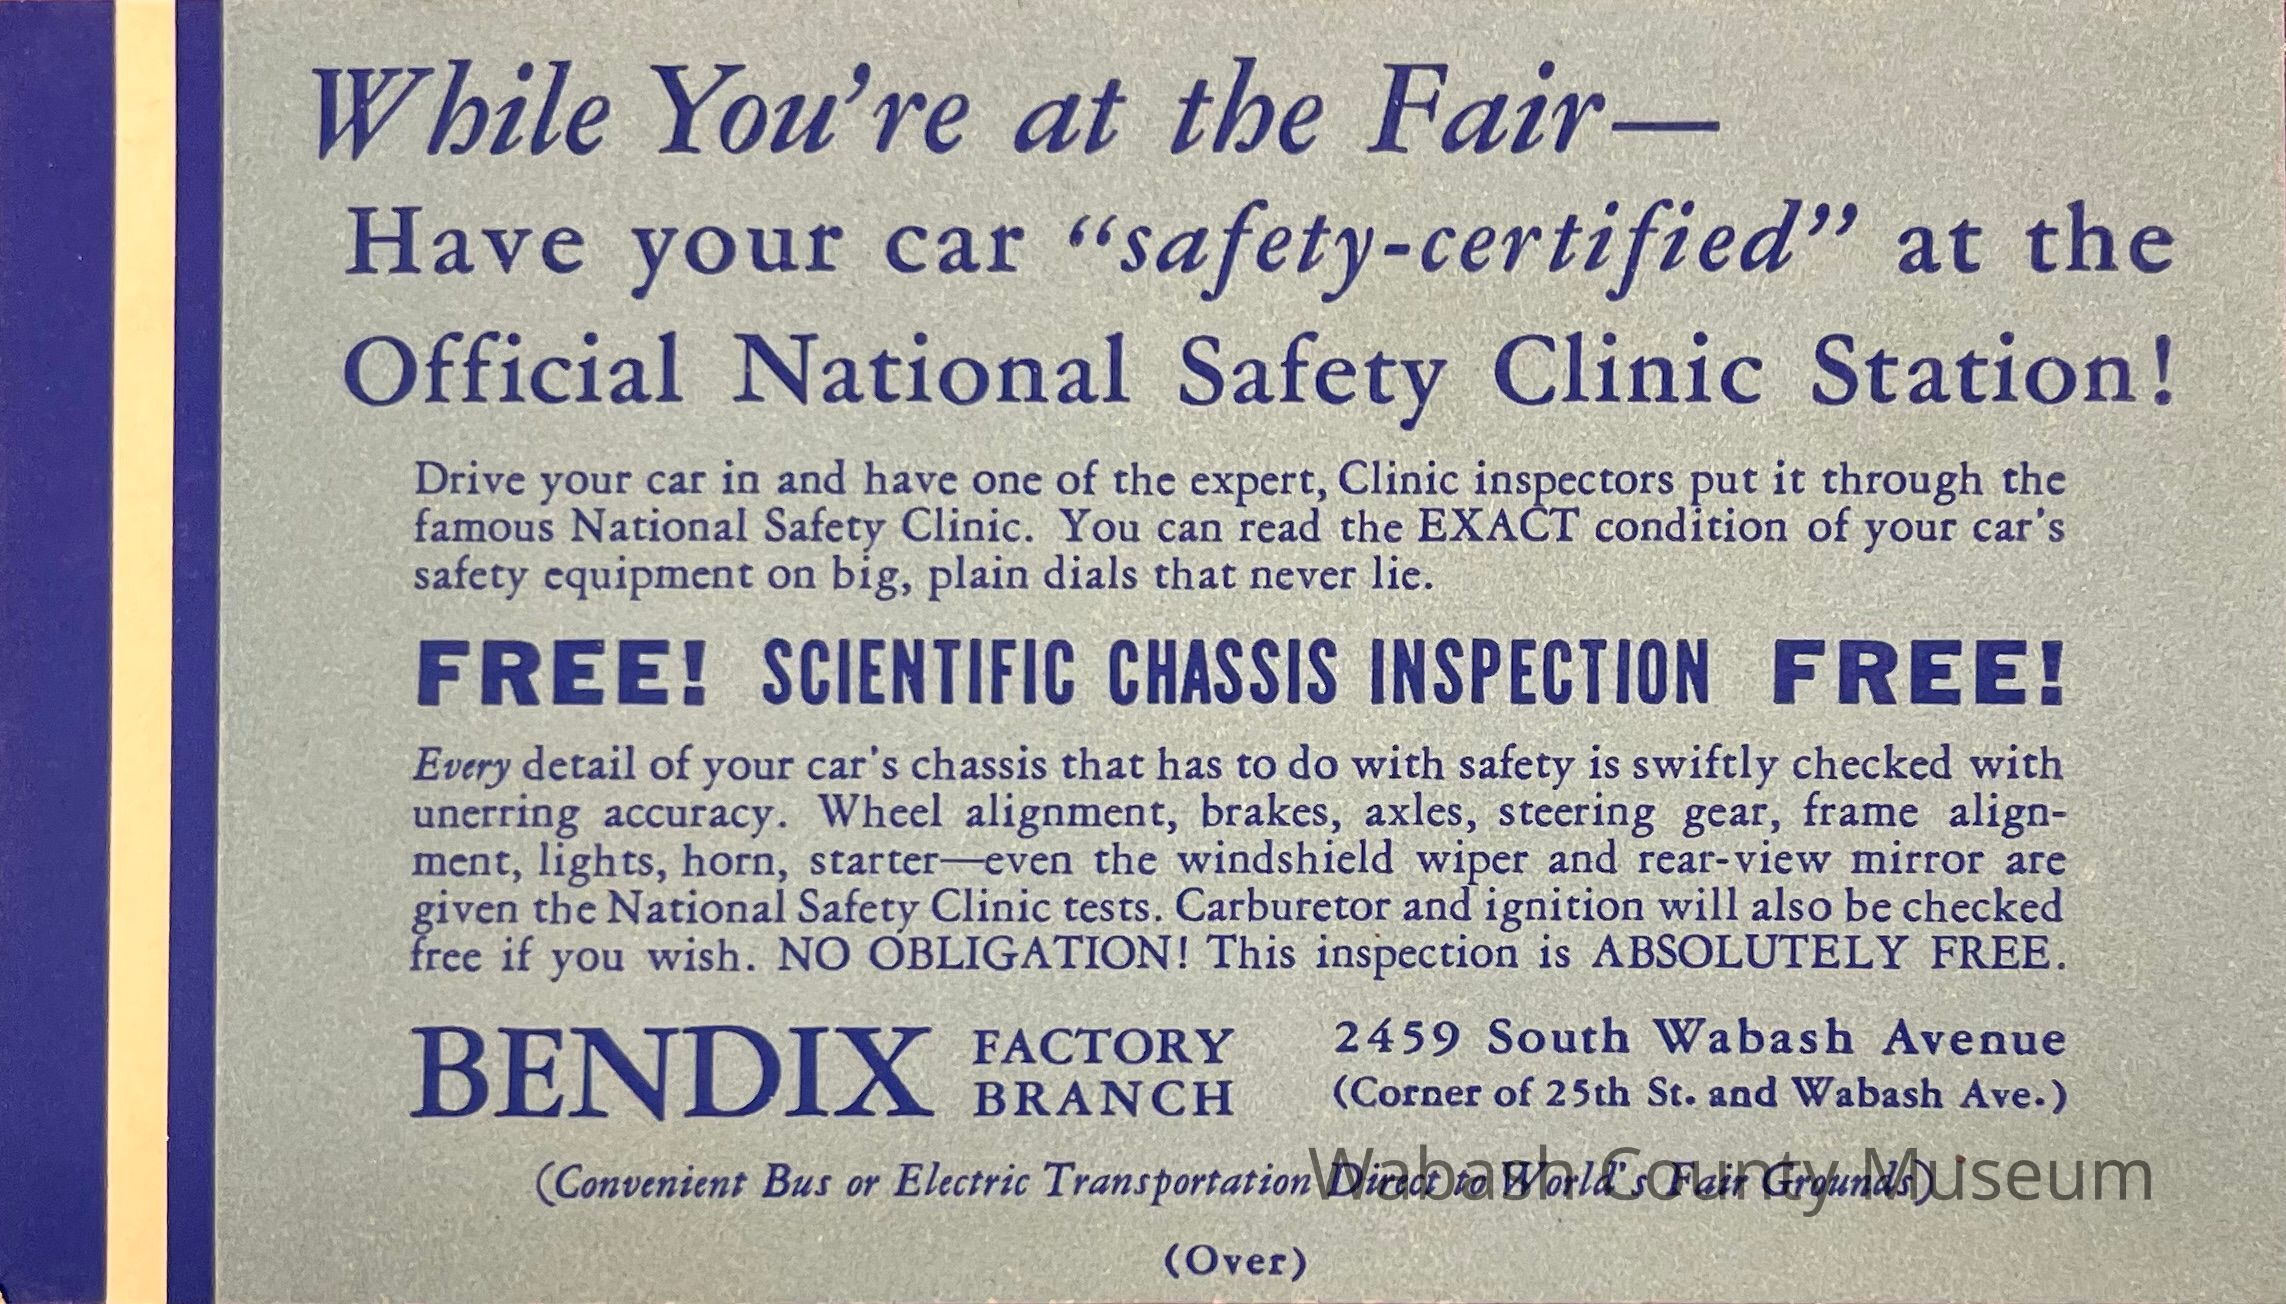 While You're at the Fair—
Have your car “safety-certified” at the
Official National Safety Clinic Station!
Drive your car in and have one of the expert, Clinic inspectors put it through the
famous National Safety Clinic. You can read the EXACT condition of your car's
safety equipment on big, plain dials that never lie.
FREE! SCIENTIFIC CHASSIS INSPECTION FREE!
Every detail of your car's chassis that has to do with safety is swiftly checked with
unerring accuracy. Wheel alignment, brakes, axles, steering gear, frame align-
ment, lights, horn, starter—even the windshield wiper and rear-view mirror are
given the National Safety Clinic tests. Carburetor and ignition will also be checked
free if you wish. NO OBLIGATION! This inspection is ABSOLUTELY FREE.
BENDIX FACTORY BRANCH
2459 South Wabash Avenue
(Corner of 25th St. and Wabash Ave.)
(Convenient Bus or Electric Transportation Direct to World's Fair Grounds)
Wabash County Museum
(Over)